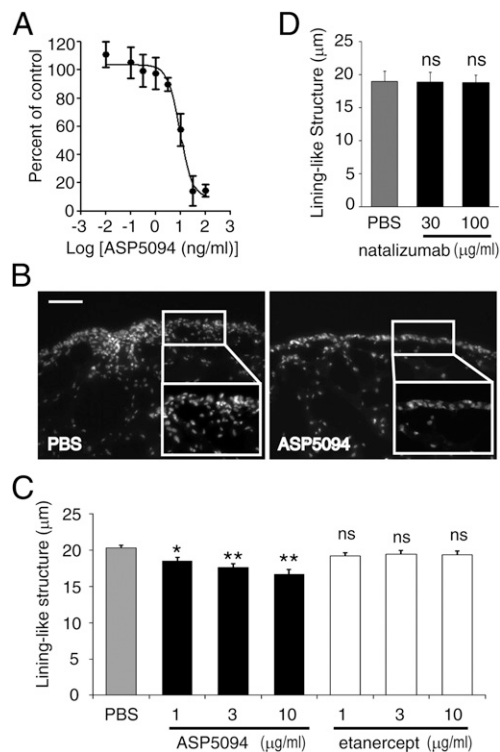 A
Percent of control
120
100
80
60
40
20
0
-3 -2 -1 0 1 2 3
Log [ASP5094 (ng/ml)]
D
Lining-like Structure (μm)
25
20
15
10
5
0
ns ns
PBS 30 100
natalizumab (μg/ml)
B
PBS
ASP5094
C
Lining-like structure (μm)
25
20
15
10
5
0
* ** ** ns ns ns
PBS 1 3 10 1 3 10
ASP5094 (μg/ml) etanercept (μg/ml)